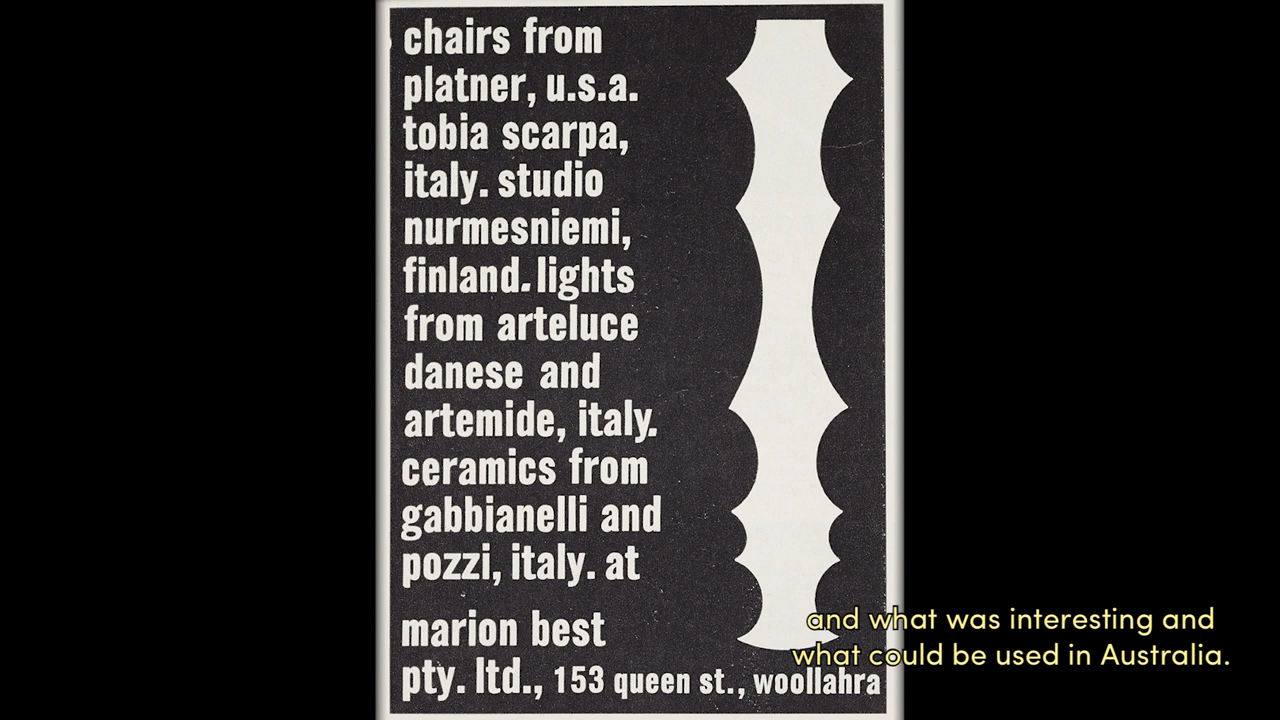 chairs from
platner, u.s.a.
tobia scarpa,
italy. studio
nurmesniemi,
finland. lights
from arteluce
danese and
artemide, italy.
ceramics from
gabbianelli and
pozzi, italy. at
marion best
pty. ltd., 153 queen st., woollahra
and what was interesting and
what could be used in Australia.